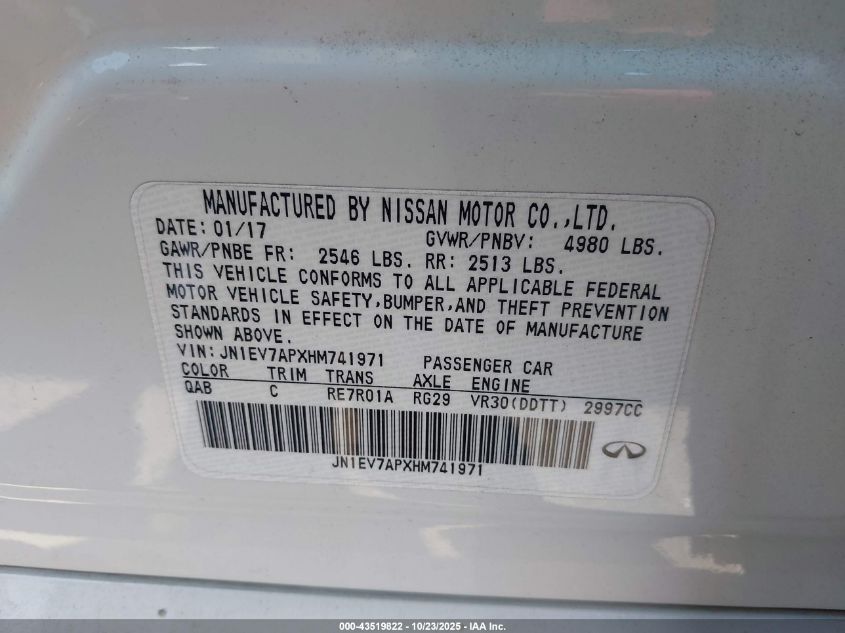 MANUFACTURED BY NISSAN MOTOR CO.,LTD.
DATE: 01/17 GVWR/PNBV: 4980 LBS.
GAWR/PNBE FR: 2546 LBS. RR: 2513 LBS.
THIS VEHICLE CONFORMS TO ALL APPLICABLE FEDERAL
MOTOR VEHICLE SAFETY,BUMPER,AND THEFT PREVENTION
STANDARDS IN EFFECT ON THE DATE OF MANUFACTURE
SHOWN ABOVE.
VIN: JN1EV7APXHM741971 PASSENGER CAR
COLOR TRIM TRANS AXLE ENGINE
QAB C RE7R01A RG29 VR30(DDTT) 2997CC
JN1EV7APXHM741971
000-43519822 - 10/23/2025 - IAA Inc.